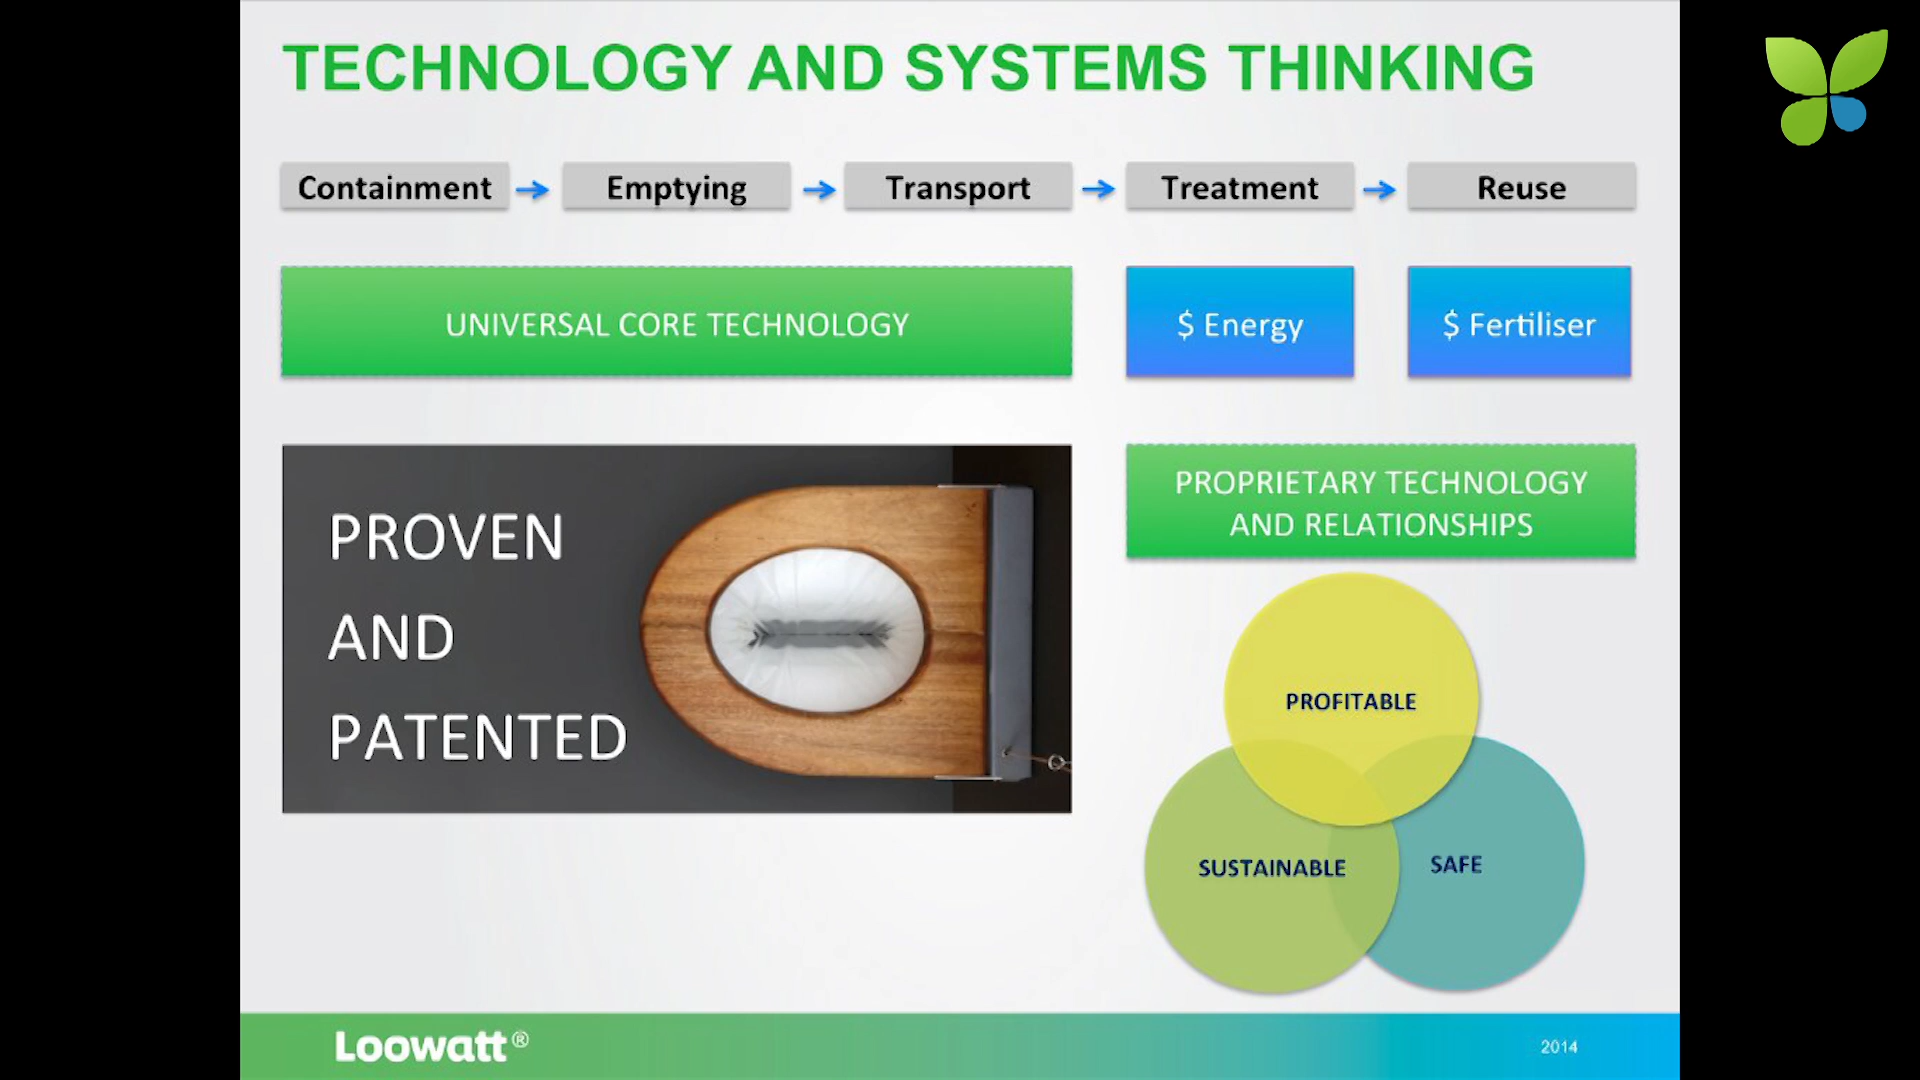 TECHNOLOGY AND SYSTEMS THINKING
Containment
Emptying
Transport
Treatment
Reuse
UNIVERSAL CORE TECHNOLOGY
$ Energy
$ Fertiliser
PROVEN
AND
PATENTED
PROPRIETARY TECHNOLOGY
AND RELATIONSHIPS
PROFITABLE
SUSTAINABLE
SAFE
Loowatt®
2014